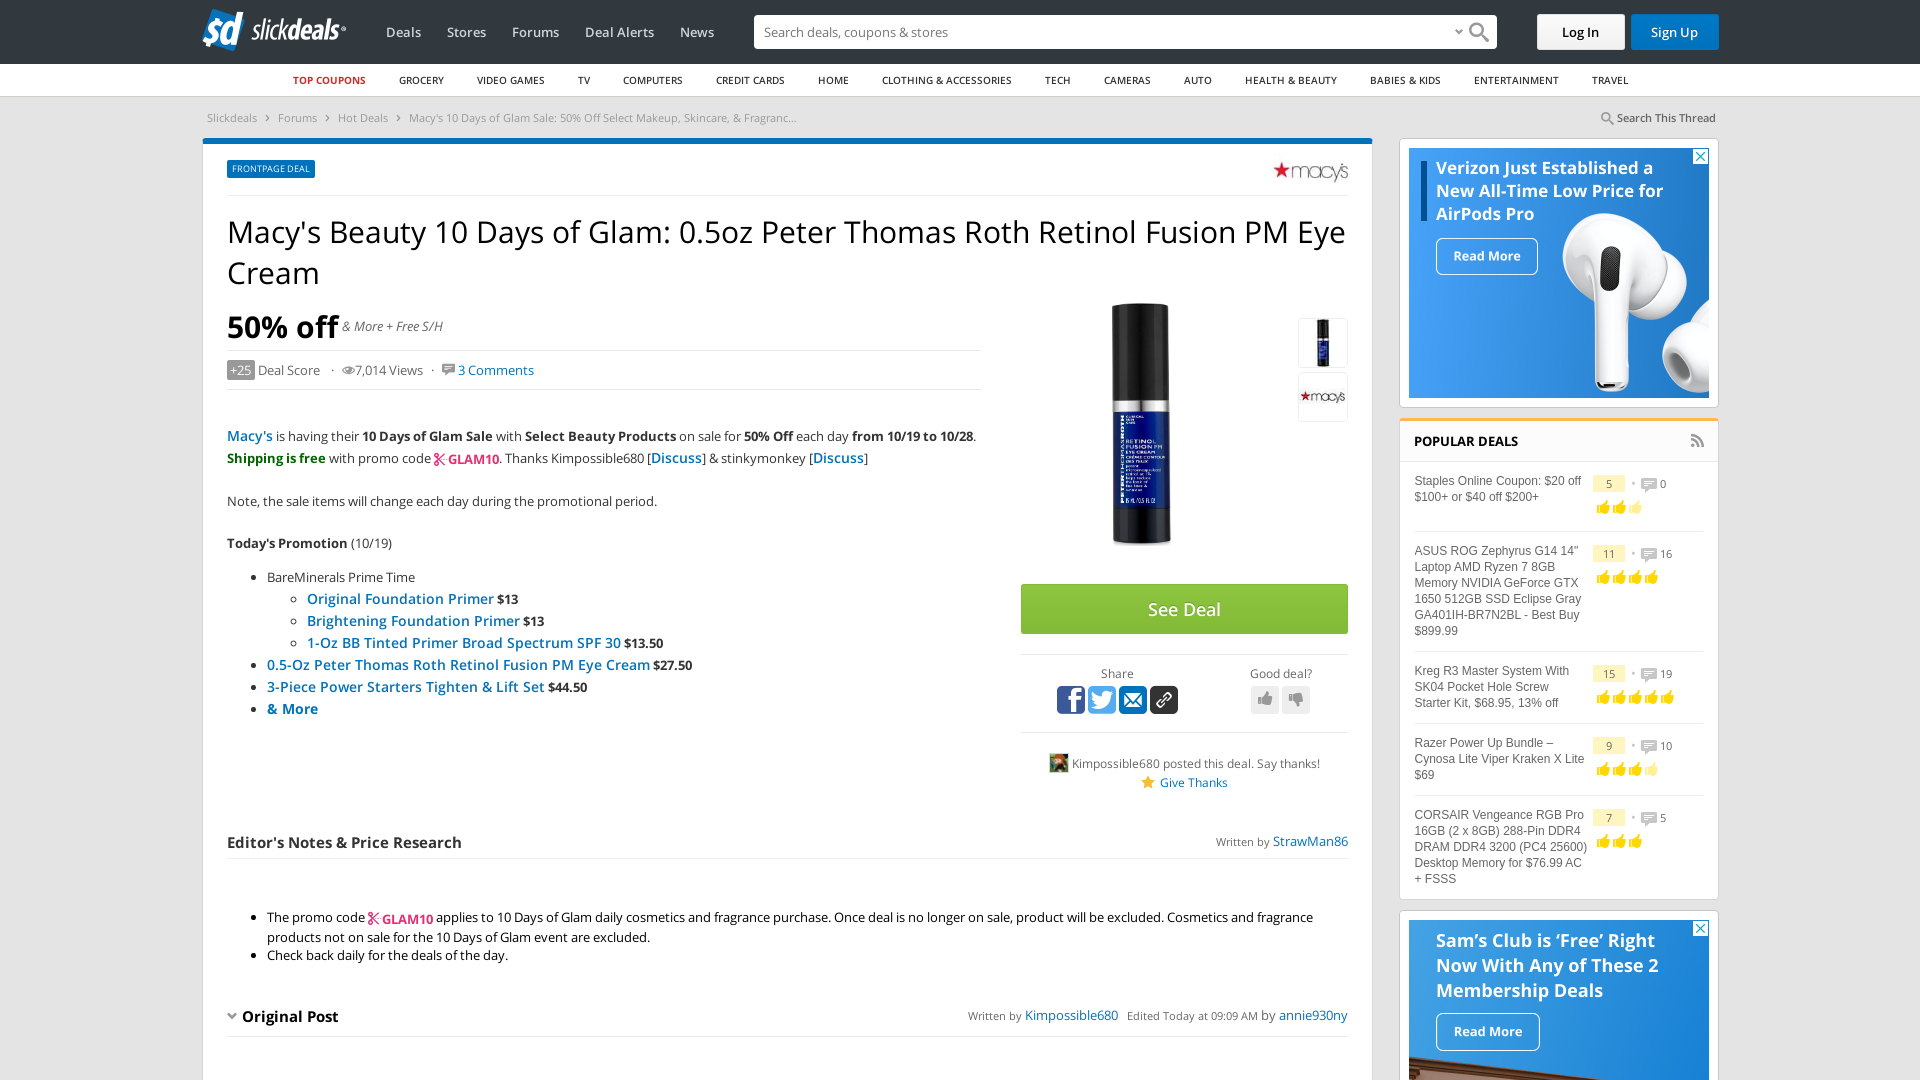 sd slickdeals
Deals Stores Forums Deal Alerts News
Search deals, coupons & stores
Log In Sign Up
TOP COUPONS GROCERY VIDEO GAMES TV COMPUTERS CREDIT CARDS HOME CLOTHING & ACCESSORIES TECH CAMERAS AUTO HEALTH & BEAUTY BABIES & KIDS ENTERTAINMENT TRAVEL
Slickdeals › Forums › Hot Deals › Macy's 10 Days of Glam Sale: 50% Off Select Makeup, Skincare, & Fragranc...
Search This Thread
FRONTPAGE DEAL
macy's
Macy's Beauty 10 Days of Glam: 0.5oz Peter Thomas Roth Retinol Fusion PM Eye
Cream
50% off & More + Free S/H
+25 Deal Score · 7,014 Views · 3 Comments
Macy's is having their 10 Days of Glam Sale with Select Beauty Products on sale for 50% Off each day from 10/19 to 10/28.
Shipping is free with promo code GLAM10. Thanks Kimpossible680 [Discuss] & stinkymonkey [Discuss]
Note, the sale items will change each day during the promotional period.
Today's Promotion (10/19)
BareMinerals Prime Time
Original Foundation Primer $13
Brightening Foundation Primer $13
1-Oz BB Tinted Primer Broad Spectrum SPF 30 $13.50
0.5-Oz Peter Thomas Roth Retinol Fusion PM Eye Cream $27.50
3-Piece Power Starters Tighten & Lift Set $44.50
& More
PETER THOMAS ROTH
CLINICAL
SKIN
CARE
RETINOL
FUSION PM
EYE CREAM
macy's
See Deal
Share
Good deal?
Kimpossible680 posted this deal. Say thanks!
Give Thanks
Editor's Notes & Price Research
Written by StrawMan86
The promo code GLAM10 applies to 10 Days of Glam daily cosmetics and fragrance purchase. Once deal is no longer on sale, product will be excluded. Cosmetics and fragrance
products not on sale for the 10 Days of Glam event are excluded.
Check back daily for the deals of the day.
Original Post
Written by Kimpossible680 Edited Today at 09:09 AM by annie930ny
Verizon Just Established a
New All-Time Low Price for
AirPods Pro
Read More
POPULAR DEALS
Staples Online Coupon: $20 off
$100+ or $40 off $200+
5 • 0
ASUS ROG Zephyrus G14 14"
Laptop AMD Ryzen 7 8GB
Memory NVIDIA GeForce GTX
1650 512GB SSD Eclipse Gray
GA401IH-BR7N2BL - Best Buy
$899.99
11 • 16
Kreg R3 Master System With
SK04 Pocket Hole Screw
Starter Kit, $68.95, 13% off
15 • 19
Razer Power Up Bundle –
Cynosa Lite Viper Kraken X Lite
$69
9 • 10
CORSAIR Vengeance RGB Pro
16GB (2 x 8GB) 288-Pin DDR4
DRAM DDR4 3200 (PC4 25600)
Desktop Memory for $76.99 AC
+ FSSS
7 • 5
Sam's Club is 'Free' Right
Now With Any of These 2
Membership Deals
Read More